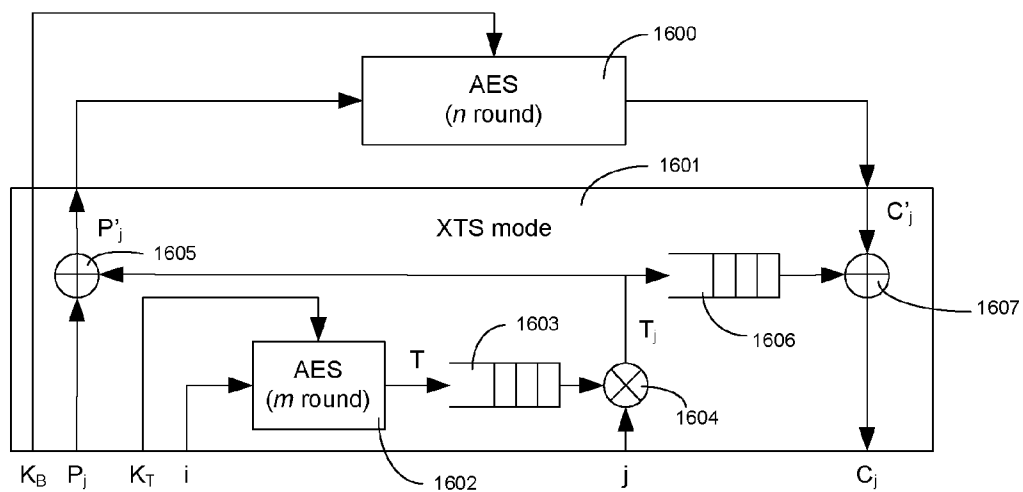 1600
AES
(n round)
1601
P'j
XTS mode
C'j
1605
1603
T
Tj
1606
1607
AES
(m round)
1604
1602
KB Pj KT i j Cj